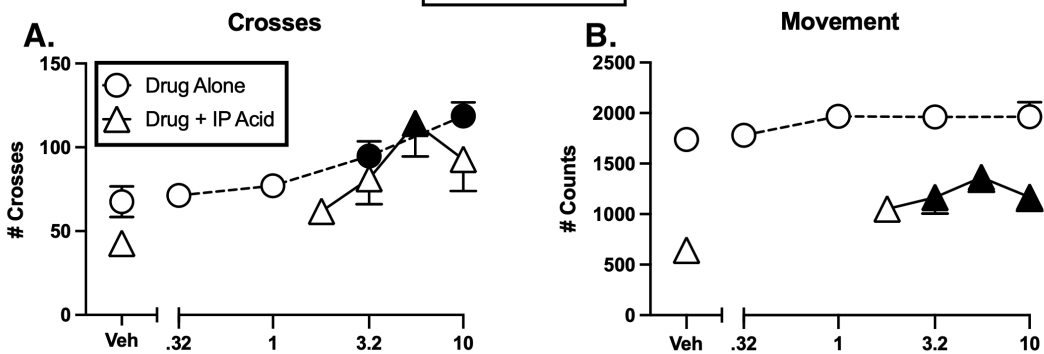 Crosses
A.
150
100
50
0
# Crosses
Drug Alone
Drug + IP Acid
Veh .32 1 3.2 10
Movement
B.
2500
2000
1500
1000
500
0
# Counts
Veh .32 1 3.2 10